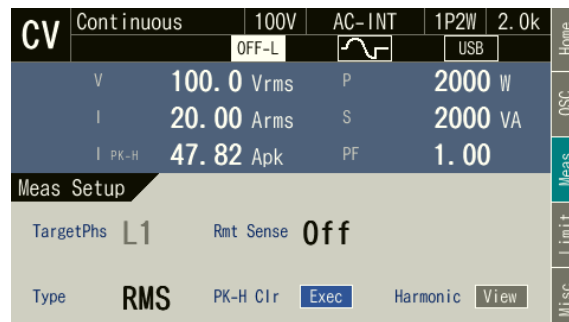 CV Continuous 100V AC-INT 1P2W 2.0k
OFF-L USB
V 100.0 Vrms P 2000 W
I 20.00 Arms S 2000 VA
I PK-H 47.82 Apk PF 1.00
Meas Setup
TargetPhs L1 Rmt Sense Off
Type RMS PK-H Clr Exec Harmonic View
Home
OSC
Meas
Limit
Misc